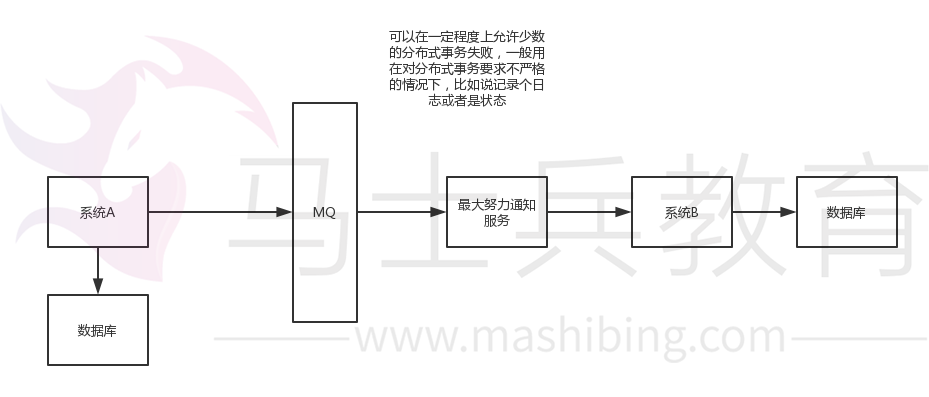 可以在一定程度上允许少数
的分布式事务失败，一般用
在对分布式事务要求不严格
的情况下，比如说记录个日
志或者是状态
系统A
MQ
最大努力通知
服务
系统B
数据库
数据库
马士兵教育
www.mashibing.com